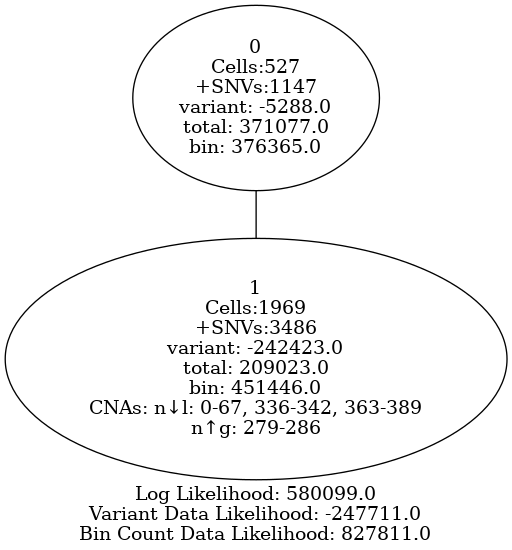 0
Cells:527
+SNVs:1147
variant: -5288.0
total: 371077.0
bin: 376365.0
1
Cells:1969
+SNVs:3486
variant: -242423.0
total: 209023.0
bin: 451446.0
CNAs: n↓l: 0-67, 336-342, 363-389
n↑g: 279-286
Log Likelihood: 580099.0
Variant Data Likelihood: -247711.0
Bin Count Data Likelihood: 827811.0